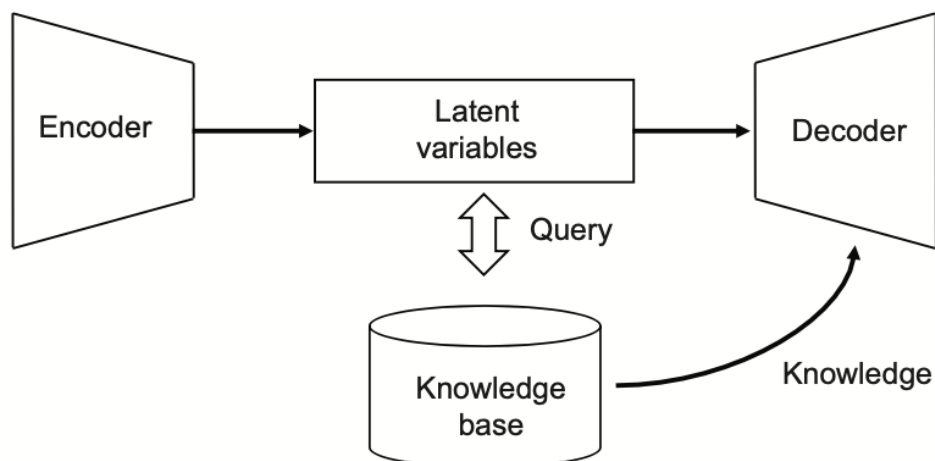 Encoder
Latent
variables
Decoder
Query
Knowledge
base
Knowledge